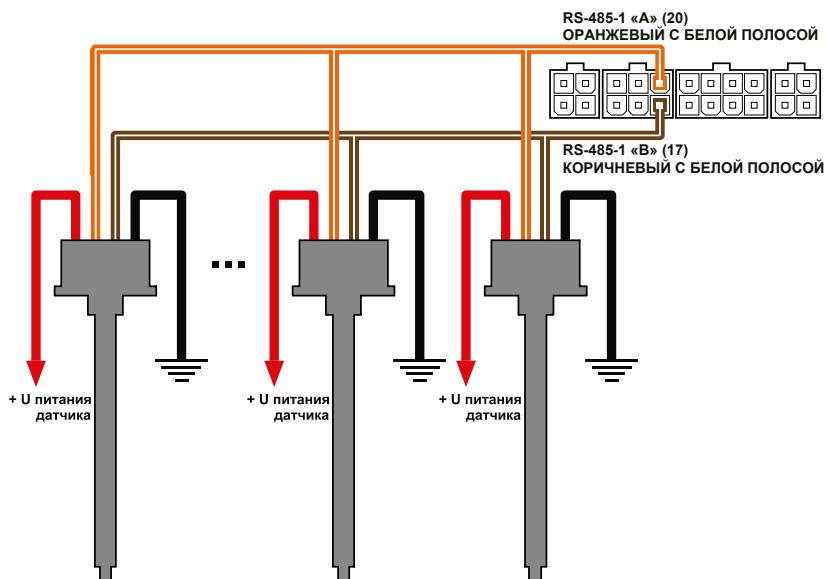 RS-485-1 «A» (20)
ОРАНЖЕВЫЙ С БЕЛОЙ ПОЛОСОЙ
RS-485-1 «B» (17)
КОРИЧНЕВЫЙ С БЕЛОЙ ПОЛОСОЙ
+ U питания
датчика
+ U питания
датчика
+ U питания
датчика